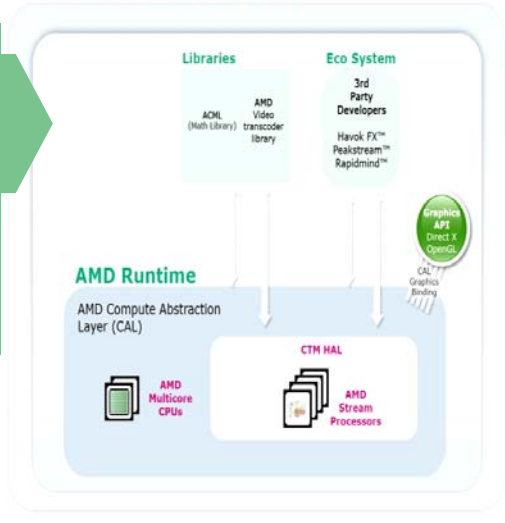 Libraries
ACML
(Math Library)
AMD
Video
transcoder
library
Eco System
3rd
Party
Developers
Havok FX™
Peakstream™
Rapidmind™
Graphics
API
Direct X
OpenGL
CAL
Graphics
Binding
AMD Runtime
AMD Compute Abstraction
Layer (CAL)
CTM HAL
AMD
Multicore
CPUs
AMD
Stream
Processors